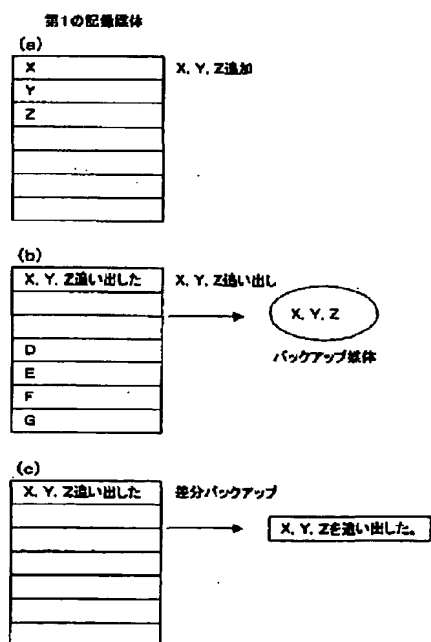 第1の記録媒体
(a)
X
X, Y, Z追加
Y
Z
(b)
X, Y, Z追い出した
X, Y, Z追い出し
X, Y, Z
D
バックアップ媒体
E
F
G
(c)
X, Y, Z追い出した
差分バックアップ
X, Y, Zを追い出した。